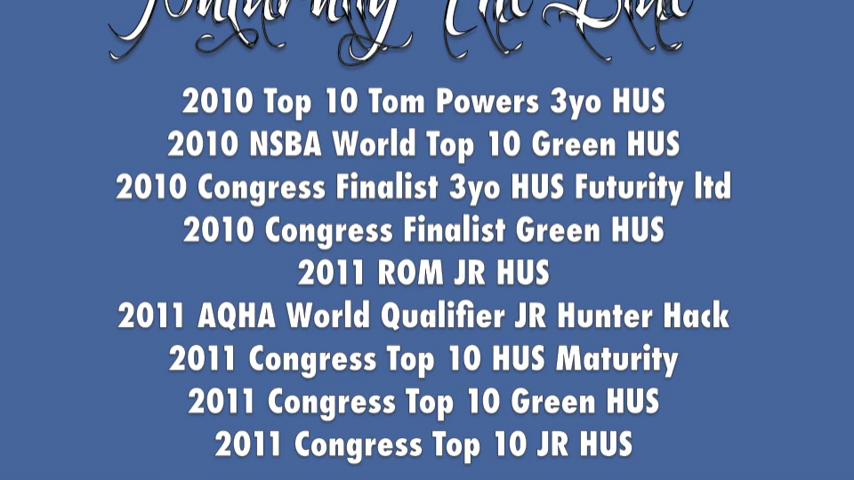 The
2010 Top 10 Tom Powers 3yo HUS
2010 NSBA World Top 10 Green HUS
2010 Congress Finalist 3yo HUS Futurity ltd
2010 Congress Finalist Green HUS
2011 ROM JR HUS
2011 AQHA World Qualifier JR Hunter Hack
2011 Congress Top 10 HUS Maturity
2011 Congress Top 10 Green HUS
2011 Congress Top 10 JR HUS